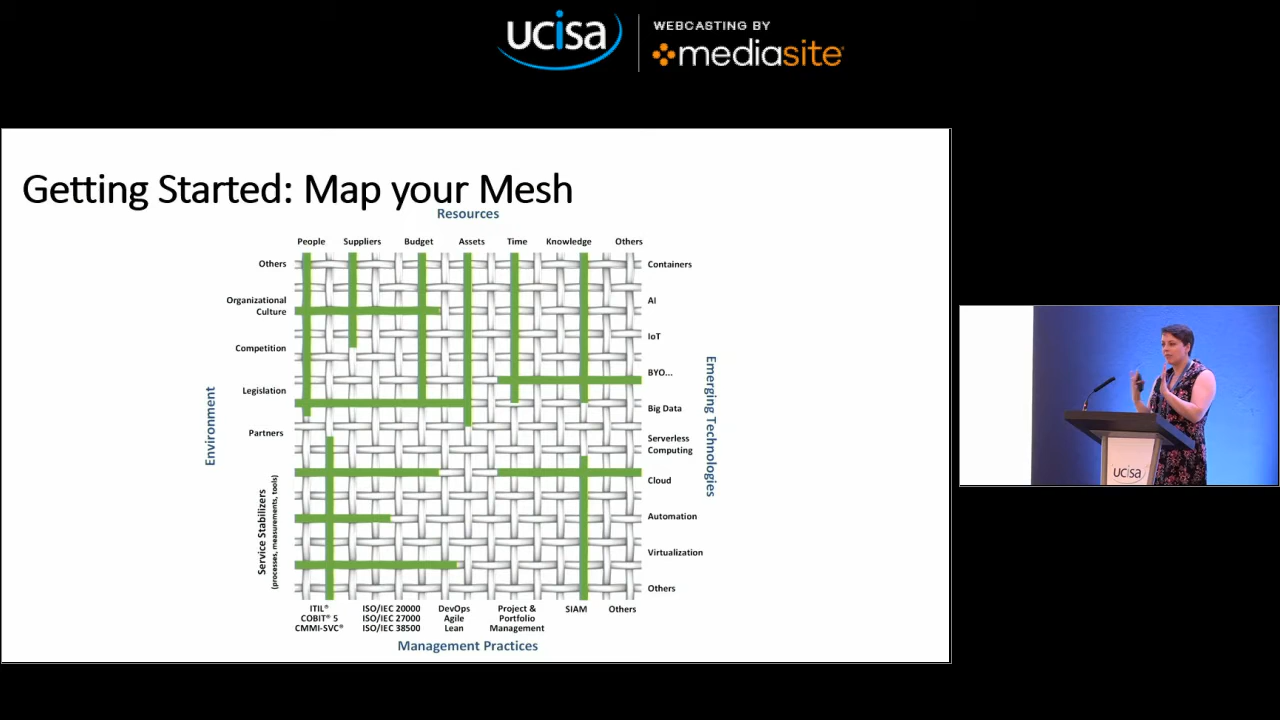 ucisa
WEBCASTING BY
mediasite
Getting Started: Map your Mesh
Resources
People
Suppliers
Budget
Assets
Time
Knowledge
Others
Others
Organizational
Culture
Competition
Legislation
Partners
Environment
Service Stabilizers
(processes, measurements, tools)
Containers
AI
IoT
BYO...
Big Data
Serverless
Computing
Cloud
Automation
Virtualization
Others
Emerging Technologies
ITIL®
COBIT® 5
CMMI-SVC®
ISO/IEC 20000
ISO/IEC 27000
ISO/IEC 38500
DevOps
Agile
Lean
Project &
Portfolio
Management
SIAM
Others
Management Practices
ucisa